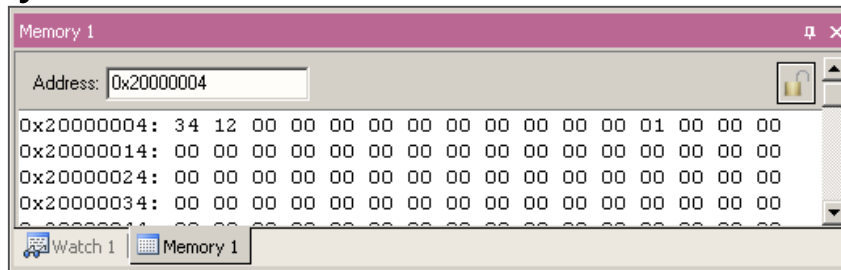 Memory 1
Address: 0x20000004
0x20000004: 34 12 00 00 00 00 00 00 00 00 00 00 01 00 00 00
0x20000014: 00 00 00 00 00 00 00 00 00 00 00 00 00 00 00 00
0x20000024: 00 00 00 00 00 00 00 00 00 00 00 00 00 00 00 00
0x20000034: 00 00 00 00 00 00 00 00 00 00 00 00 00 00 00 00
Watch 1 Memory 1